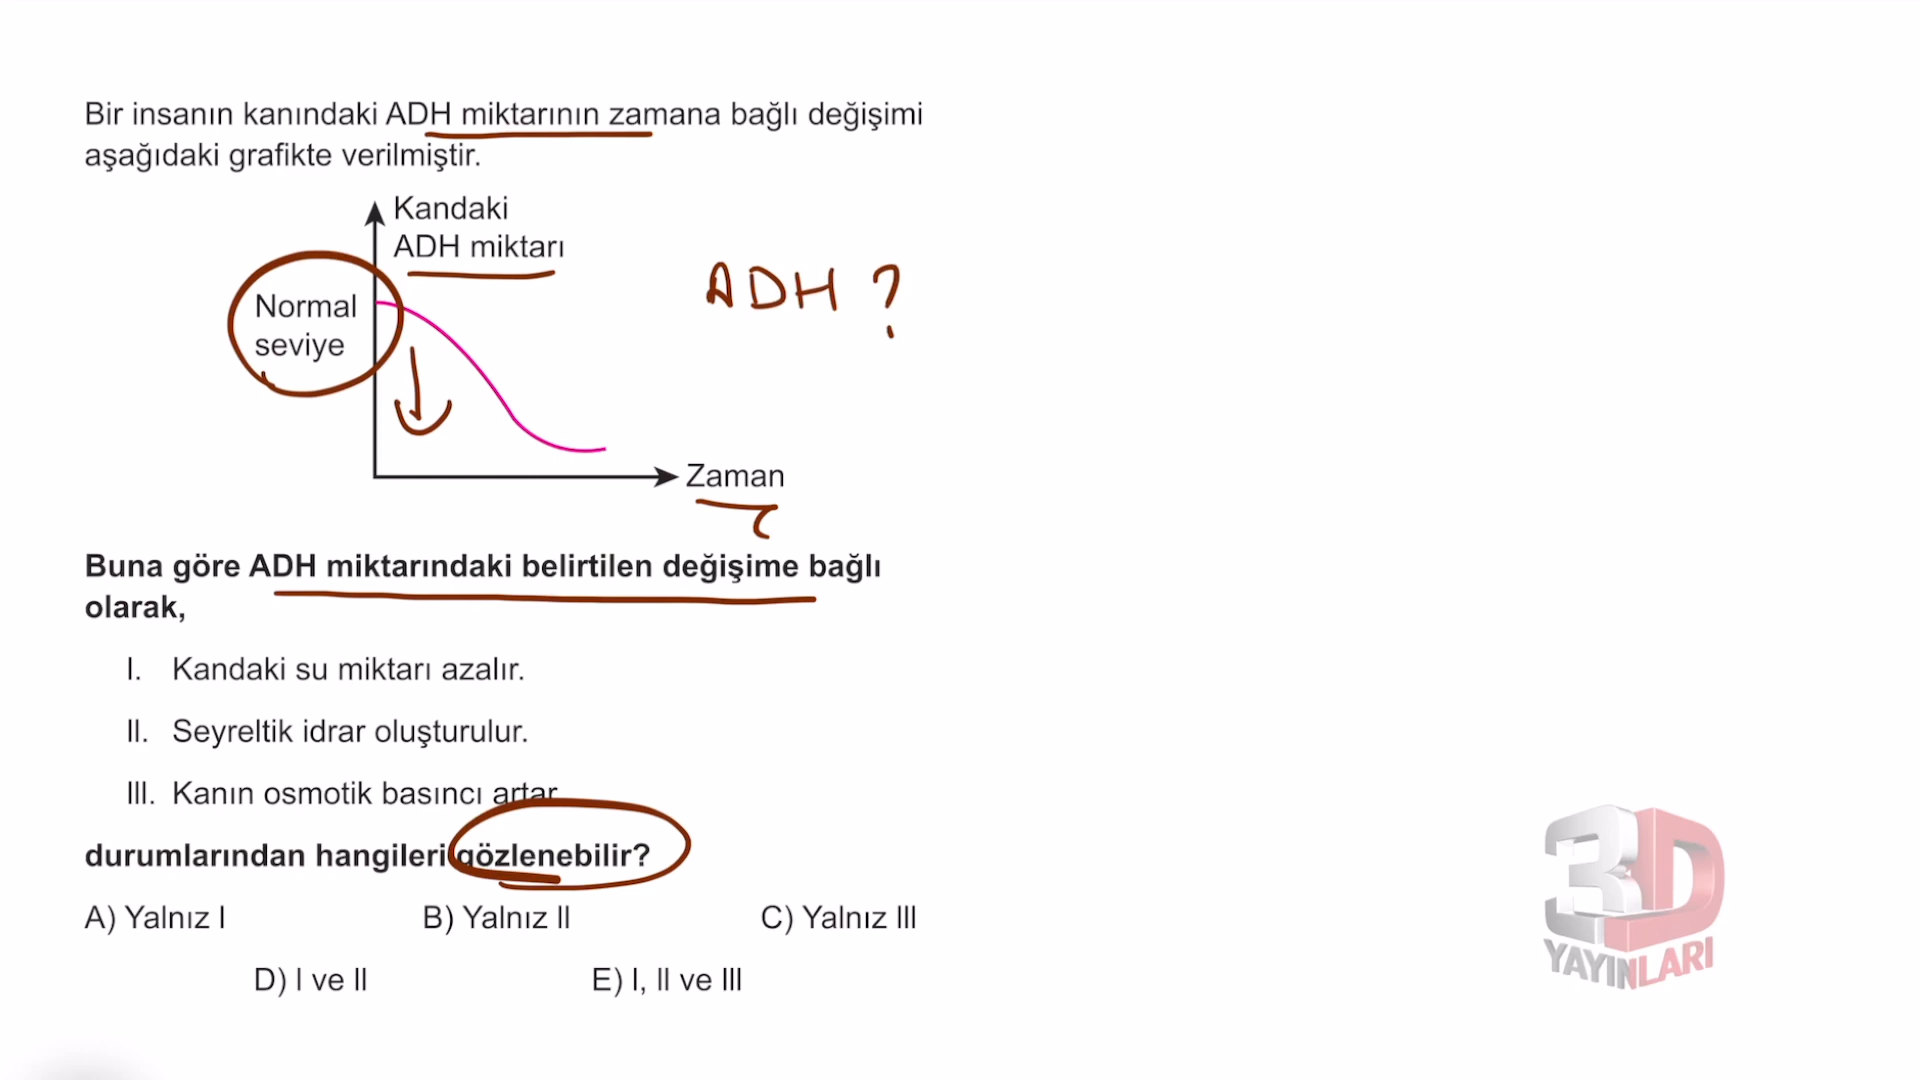 Bir insanın kanındaki ADH miktarının zamana bağlı değişimi
aşağıdaki grafikte verilmiştir.
Kandaki
ADH miktarı
Normal
seviye
ADH ?
Zaman
Buna göre ADH miktarındaki belirtilen değişime bağlı
olarak,
I. Kandaki su miktarı azalır.
II. Seyreltik idrar oluşturulur.
III. Kanın osmotik basıncı artar
durumlarından hangileri gözlenebilir?
A) Yalnız I B) Yalnız II C) Yalnız III
D) I ve II E) I, II ve III
3D
YAYINLARI